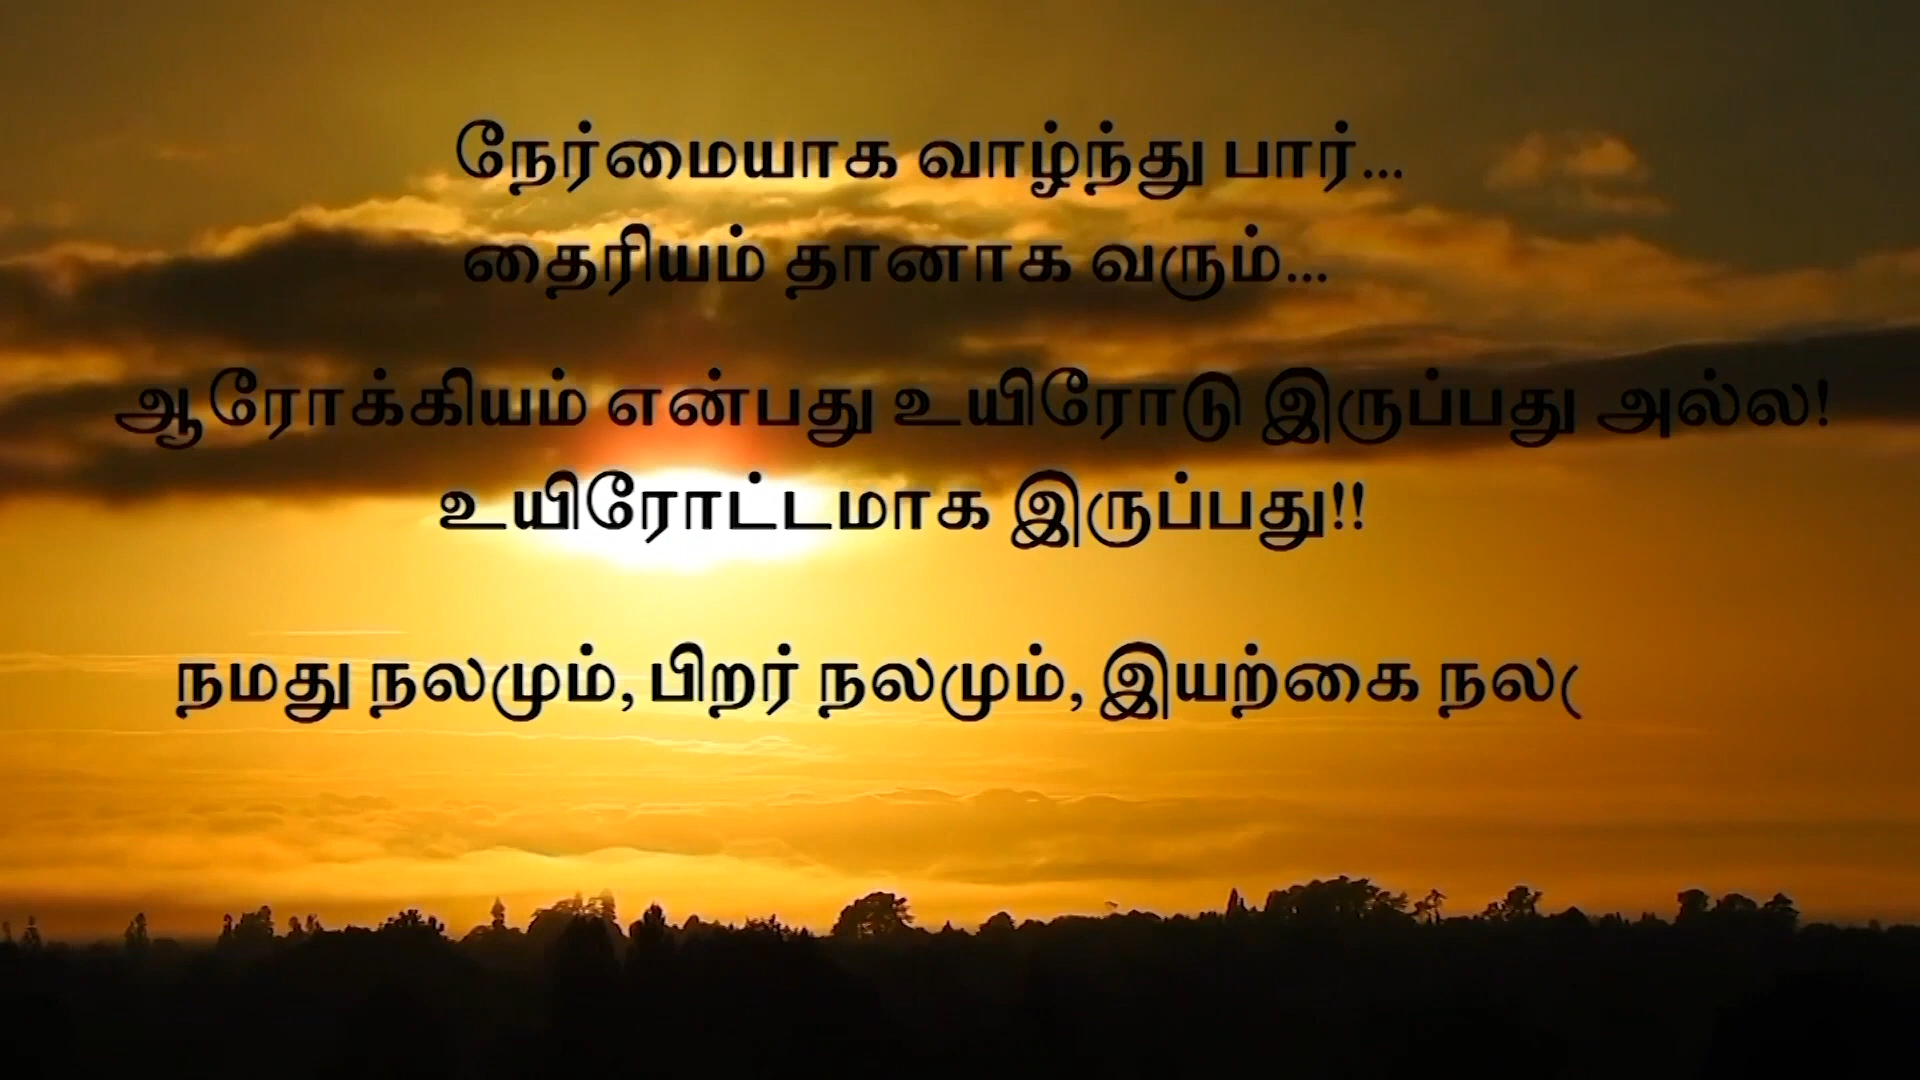 நேர்மையாக வாழ்ந்து பார்...
தைரியம் தானாக வரும்...
ஆரோக்கியம் என்பது உயிரோடு இருப்பது அல்ல!
உயிரோட்டமாக இருப்பது!!
நமது நலமும், பிறர் நலமும், இயற்கை